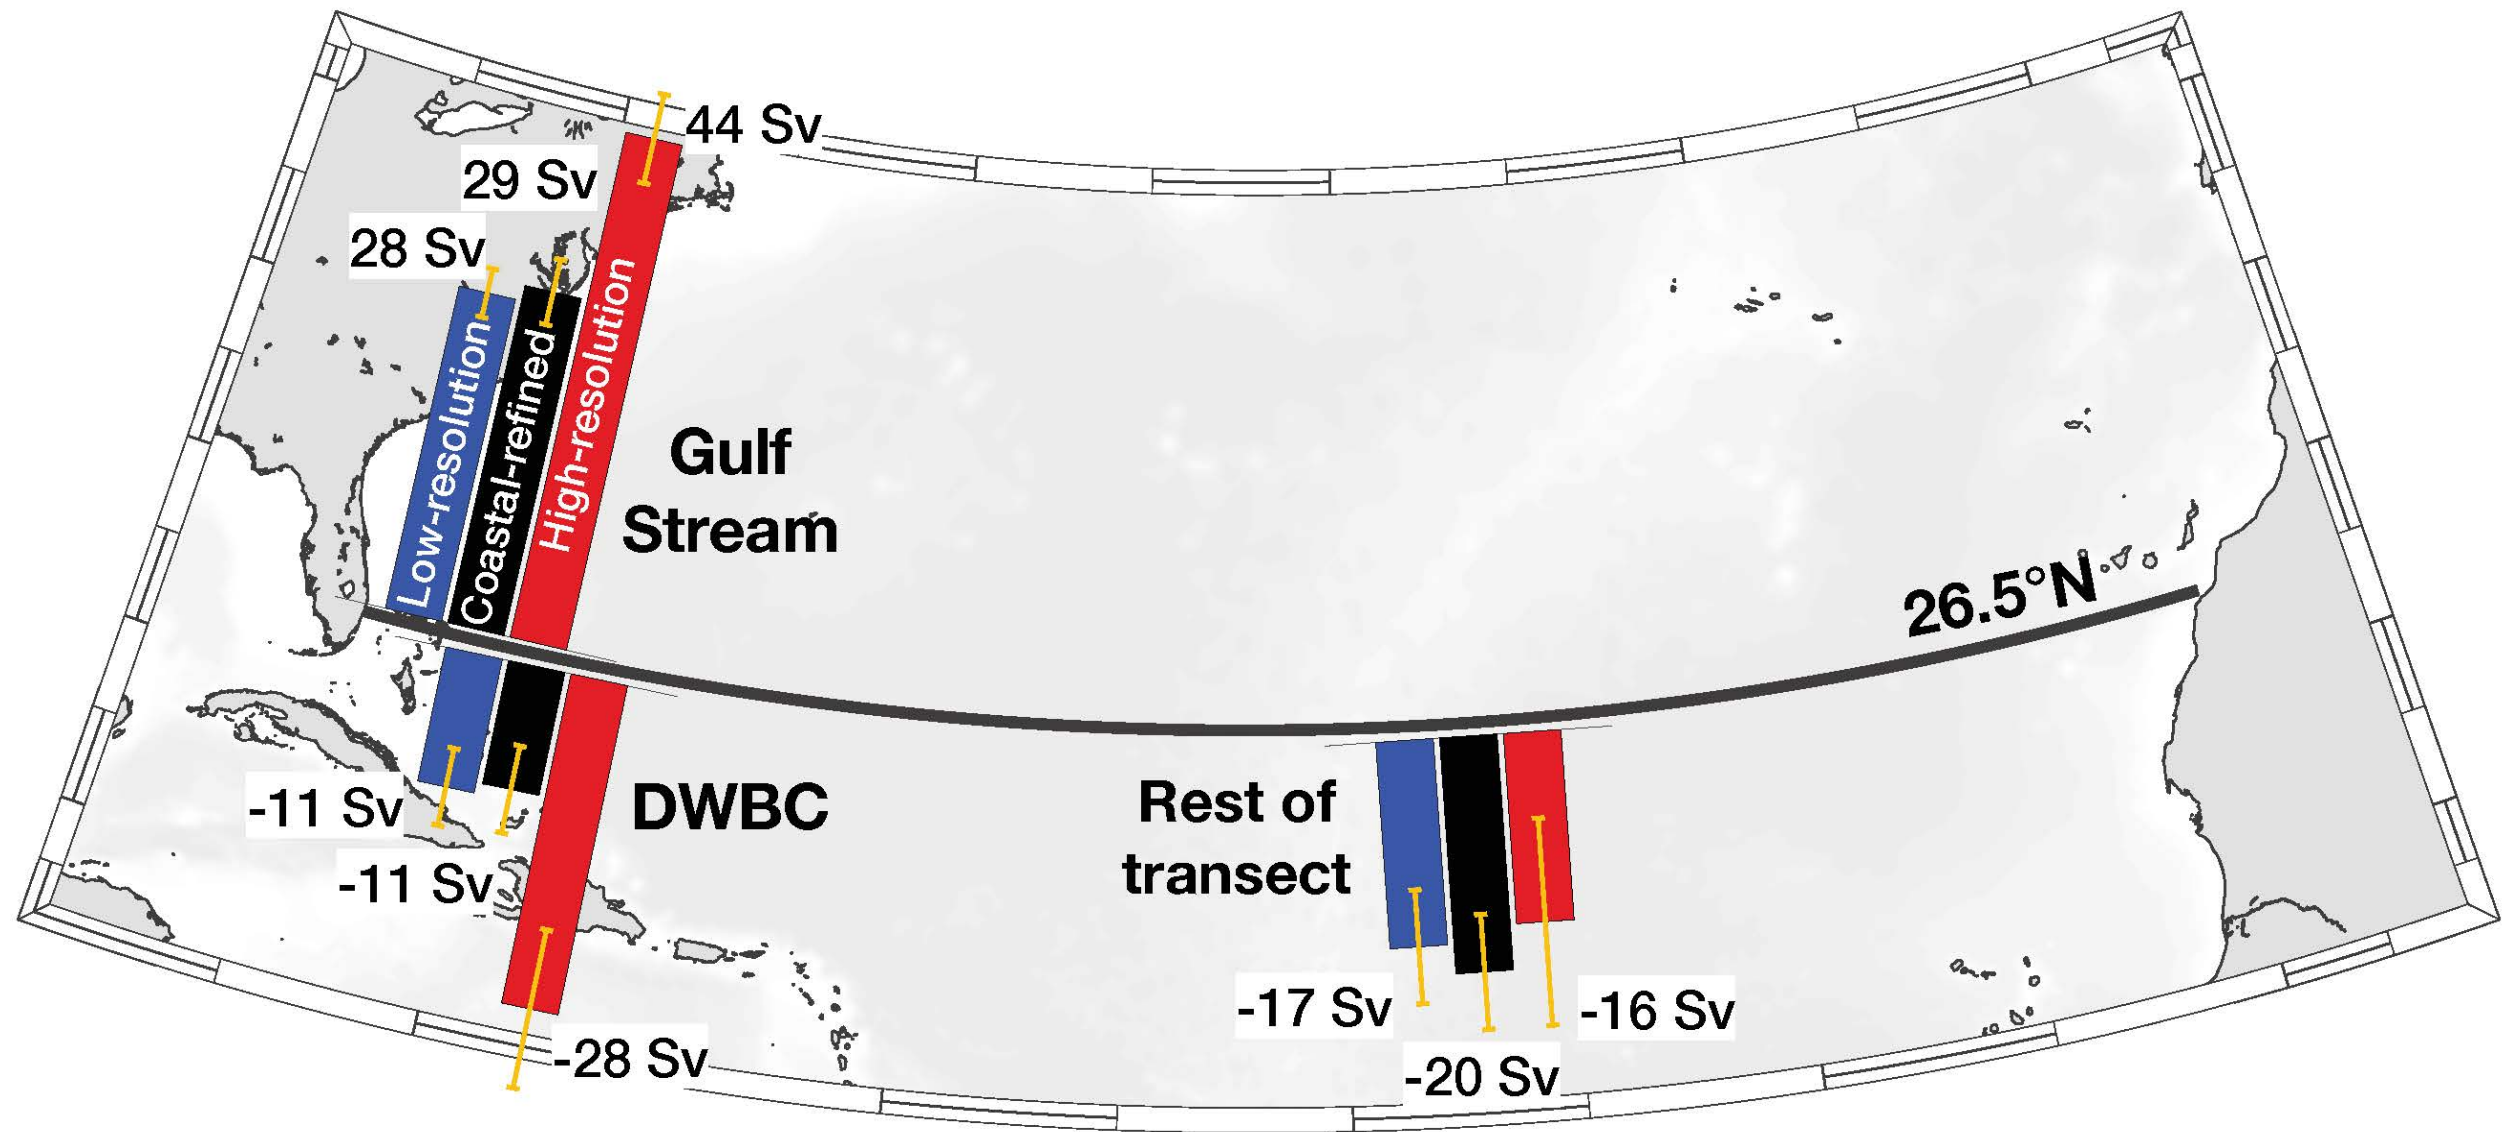 44 Sv
29 Sv
28 Sv
Low-resolution
Coastal-refined
High-resolution
Gulf
Stream
26.5°N
-11 Sv
-11 Sv
DWBC
-28 Sv
Rest of
transect
-17 Sv
-20 Sv
-16 Sv